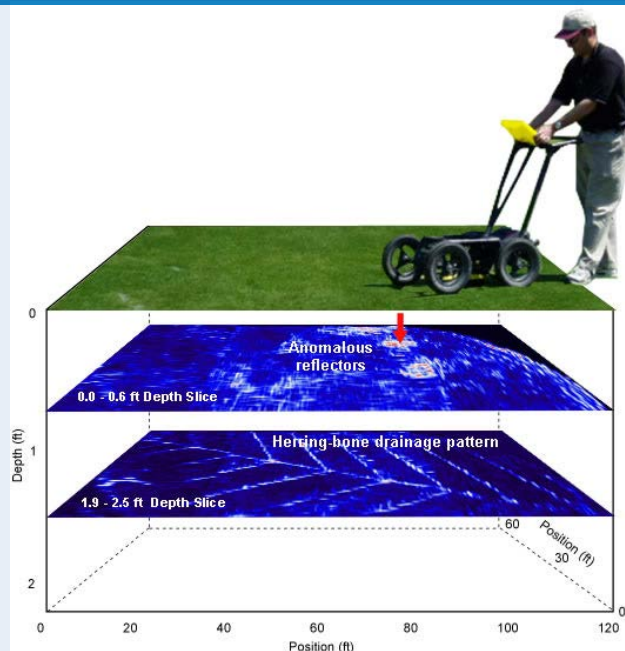 0
Anomalous
reflectors
0.0 - 0.6 ft Depth Slice
1
Depth (ft)
Herring-bone drainage pattern
1.9 - 2.5 ft Depth Slice
2
60
Position (ft)
30
0
0 20 40 60 80 100 120
Position (ft)